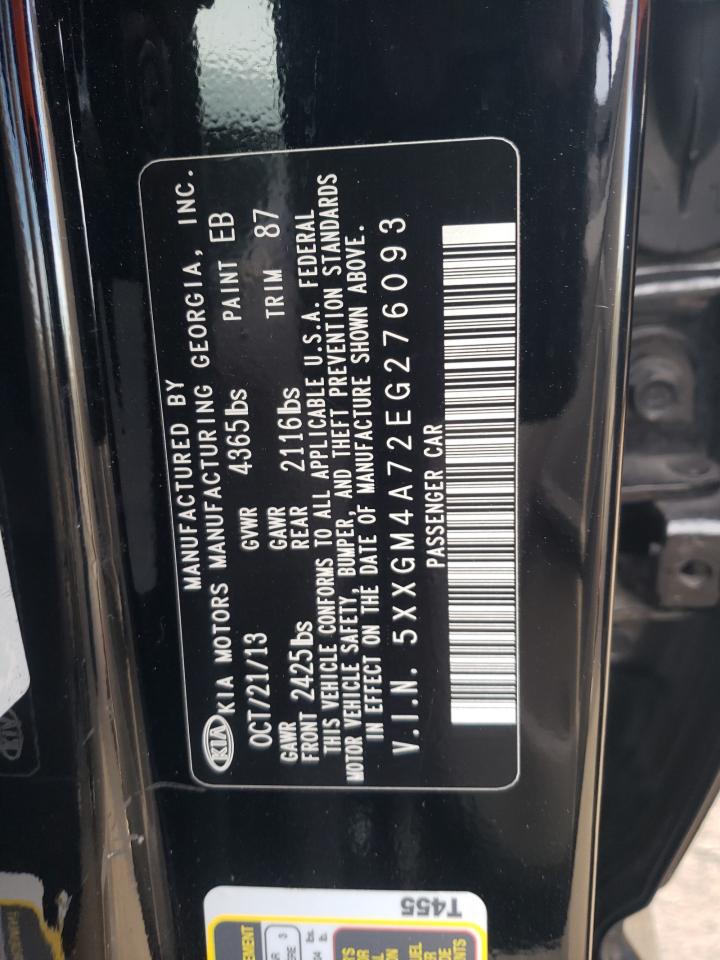 MANUFACTURED BY
KIA KIA MOTORS MANUFACTURING GEORGIA, INC.
OCT/21/13 GVWR 4365lbs PAINT EB
GAWR FRONT 2425lbs GAWR REAR 2116lbs TRIM 87
THIS VEHICLE CONFORMS TO ALL APPLICABLE U.S.A. FEDERAL
MOTOR VEHICLE SAFETY, BUMPER, AND THEFT PREVENTION STANDARDS
IN EFFECT ON THE DATE OF MANUFACTURE SHOWN ABOVE.
V.I.N. 5XXGM4A72EG276093
PASSENGER CAR
T455